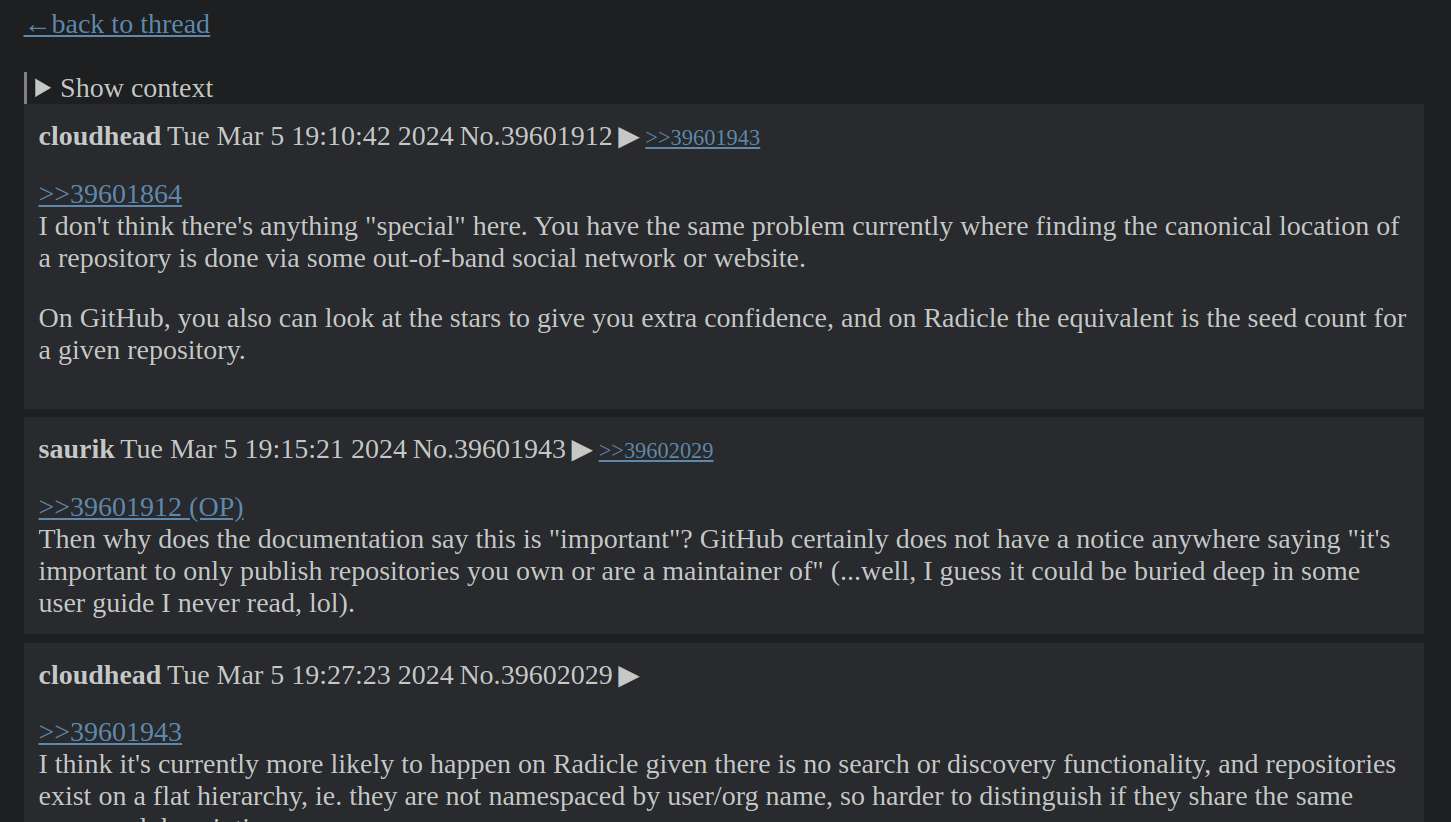 ←back to thread
▶ Show context
cloudhead Tue Mar 5 19:10:42 2024 No.39601912 ▶ >>39601943
>>39601864
I don't think there's anything "special" here. You have the same problem currently where finding the canonical location of
a repository is done via some out-of-band social network or website.
On GitHub, you also can look at the stars to give you extra confidence, and on Radicle the equivalent is the seed count for
a given repository.
saurik Tue Mar 5 19:15:21 2024 No.39601943 ▶ >>39602029
>>39601912 (OP)
Then why does the documentation say this is "important"? GitHub certainly does not have a notice anywhere saying "it's
important to only publish repositories you own or are a maintainer of" (...well, I guess it could be buried deep in some
user guide I never read, lol).
cloudhead Tue Mar 5 19:27:23 2024 No.39602029 ▶
>>39601943
I think it's currently more likely to happen on Radicle given there is no search or discovery functionality, and repositories
exist on a flat hierarchy, ie. they are not namespaced by user/org name, so harder to distinguish if they share the same